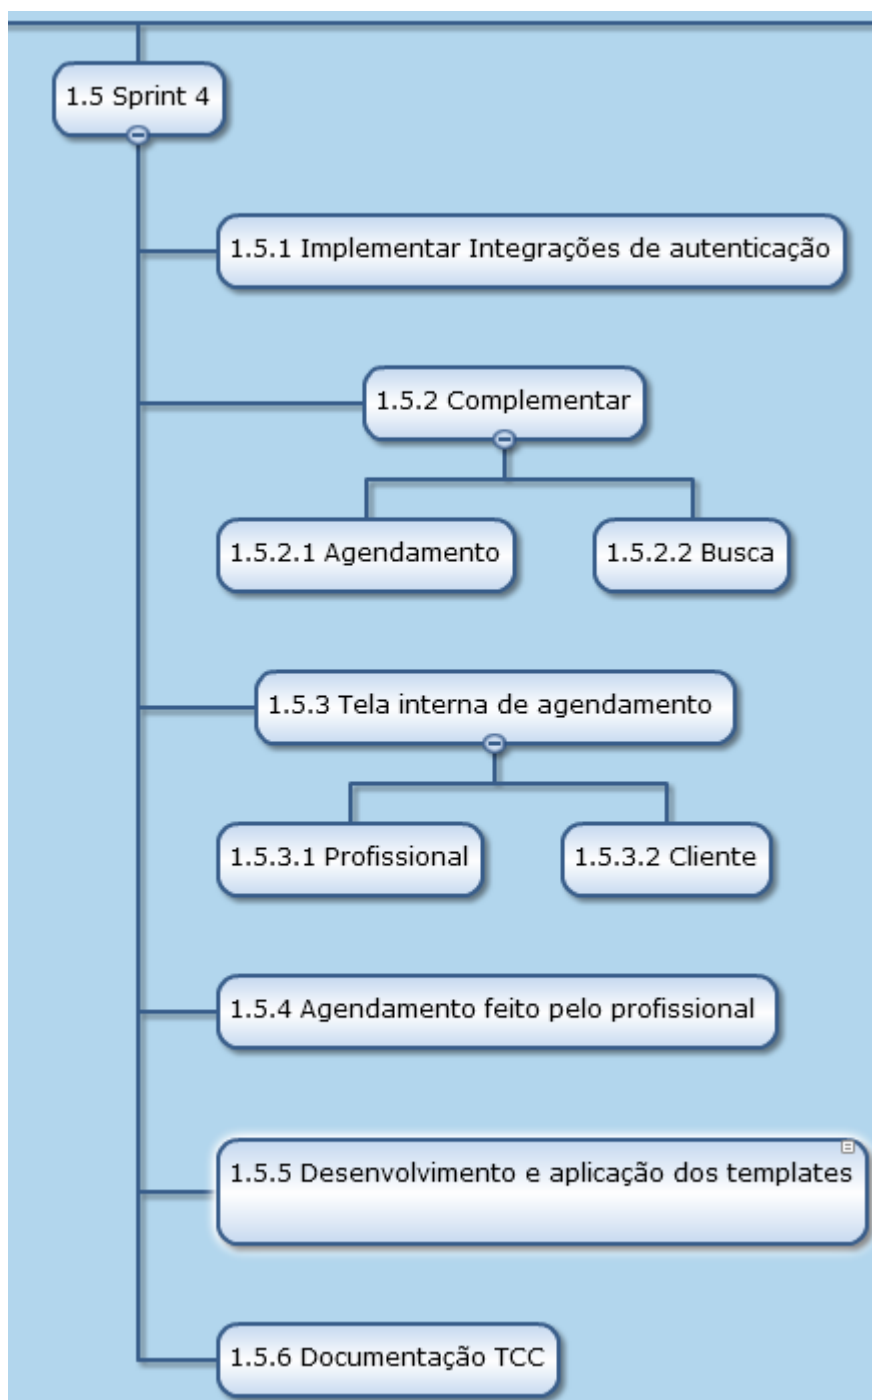 1.5 Sprint 4
1.5.1 Implementar Integrações de autenticação
1.5.2 Complementar
1.5.2.1 Agendamento
1.5.2.2 Busca
1.5.3 Tela interna de agendamento
1.5.3.1 Profissional
1.5.3.2 Cliente
1.5.4 Agendamento feito pelo profissional
1.5.5 Desenvolvimento e aplicação dos templates
1.5.6 Documentação TCC